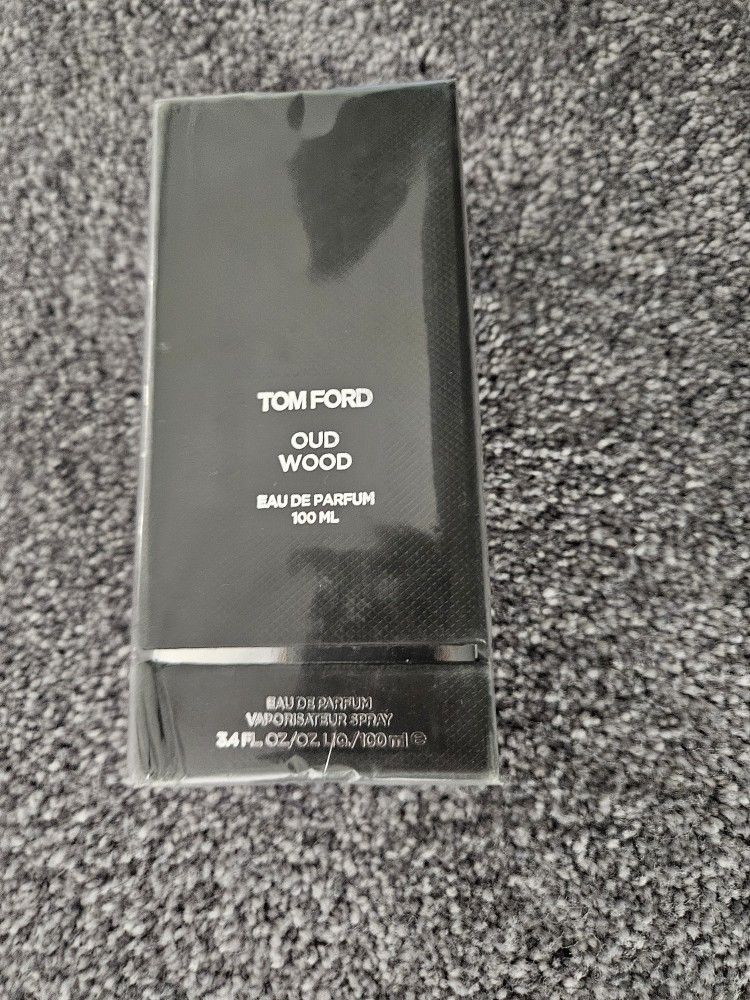 TOM FORD
OUD
WOOD
EAU DE PARFUM
100 ML
EAU DE PARFUM
VAPORISATEUR SPRAY
3.4 FL. OZ/OZ. LIQ./100 ml ℮